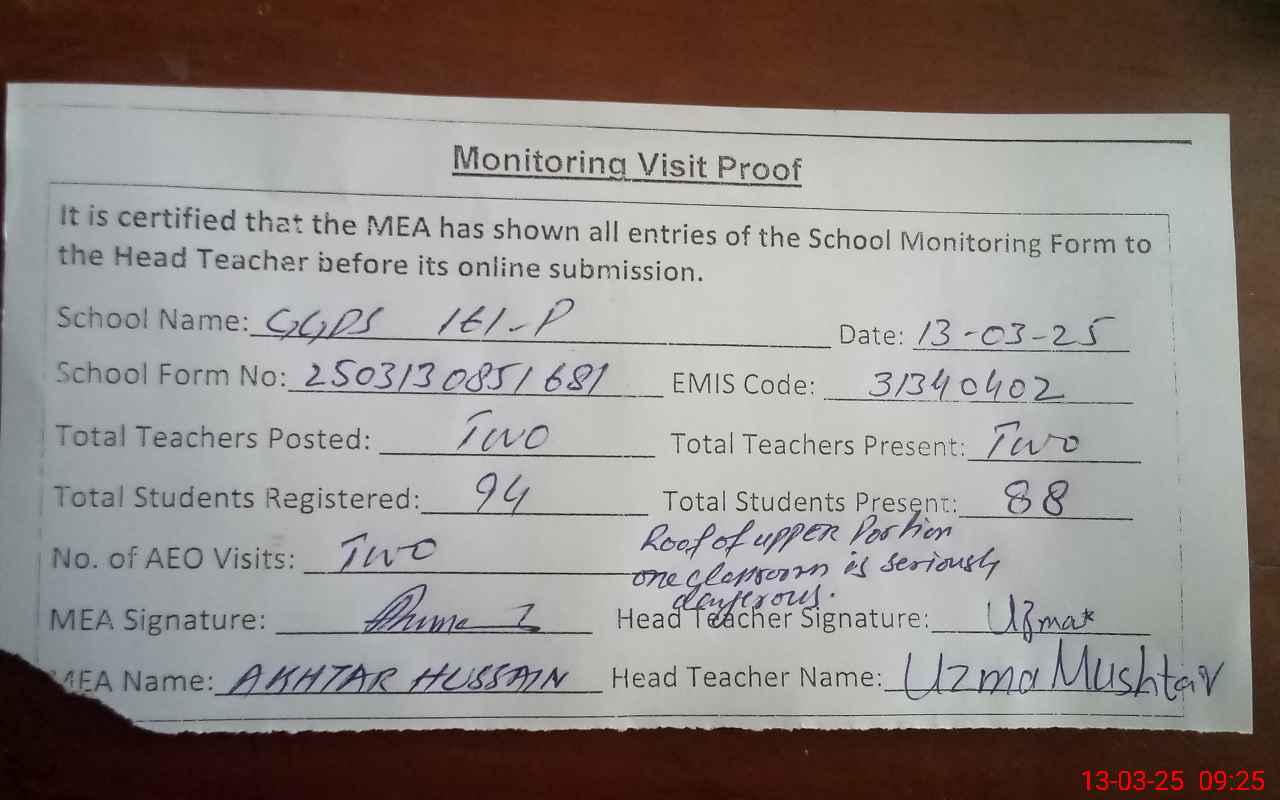 Monitoring Visit Proof
It is certified that the MEA has shown all entries of the School Monitoring Form to
the Head Teacher before its online submission.
School Name: GGPS 161-P Date: 13-03-25
School Form No: 2503130851681 EMIS Code: 31340402
Total Teachers Posted: Two Total Teachers Present: Two
Total Students Registered: 94 Total Students Present: 88
Roof of upper Portion
No. of AEO Visits: Two
one classroom is seriously
dangerous.
MEA Signature: Head Teacher Signature: Uzma
MEA Name: AKHTAR HUSSAIN Head Teacher Name: Uzma Mushtaq
13-03-25 09:25